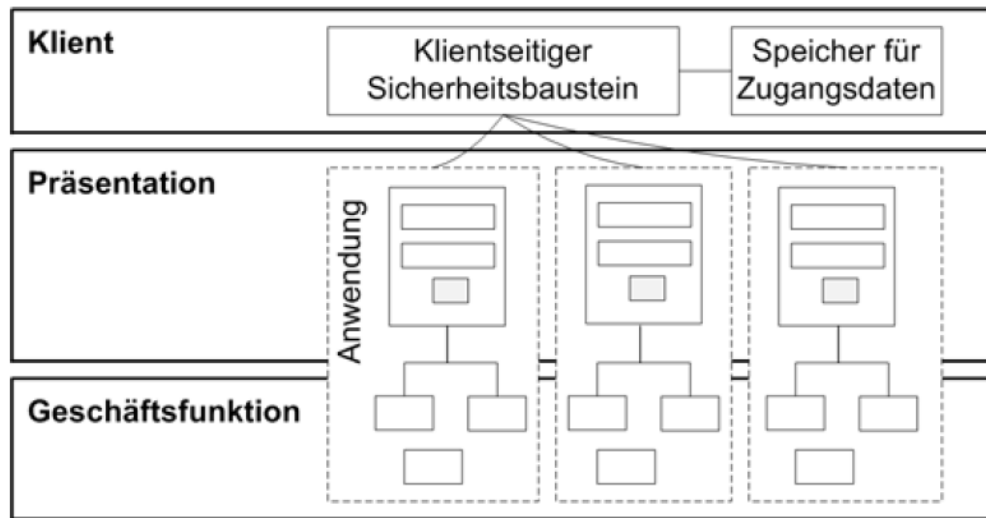 Klient
Klientseitiger
Sicherheitsbaustein
Speicher für
Zugangsdaten
Präsentation
Anwendung
Geschäftsfunktion